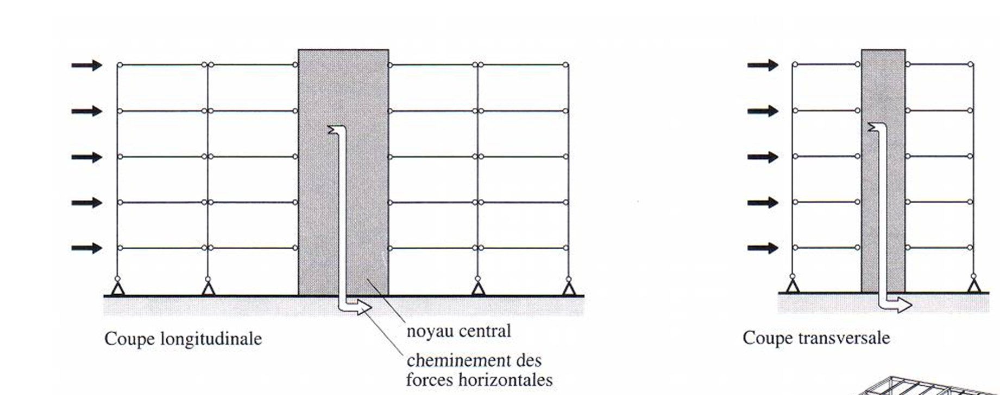 noyau central
Coupe longitudinale
cheminement des
forces horizontales
Coupe transversale